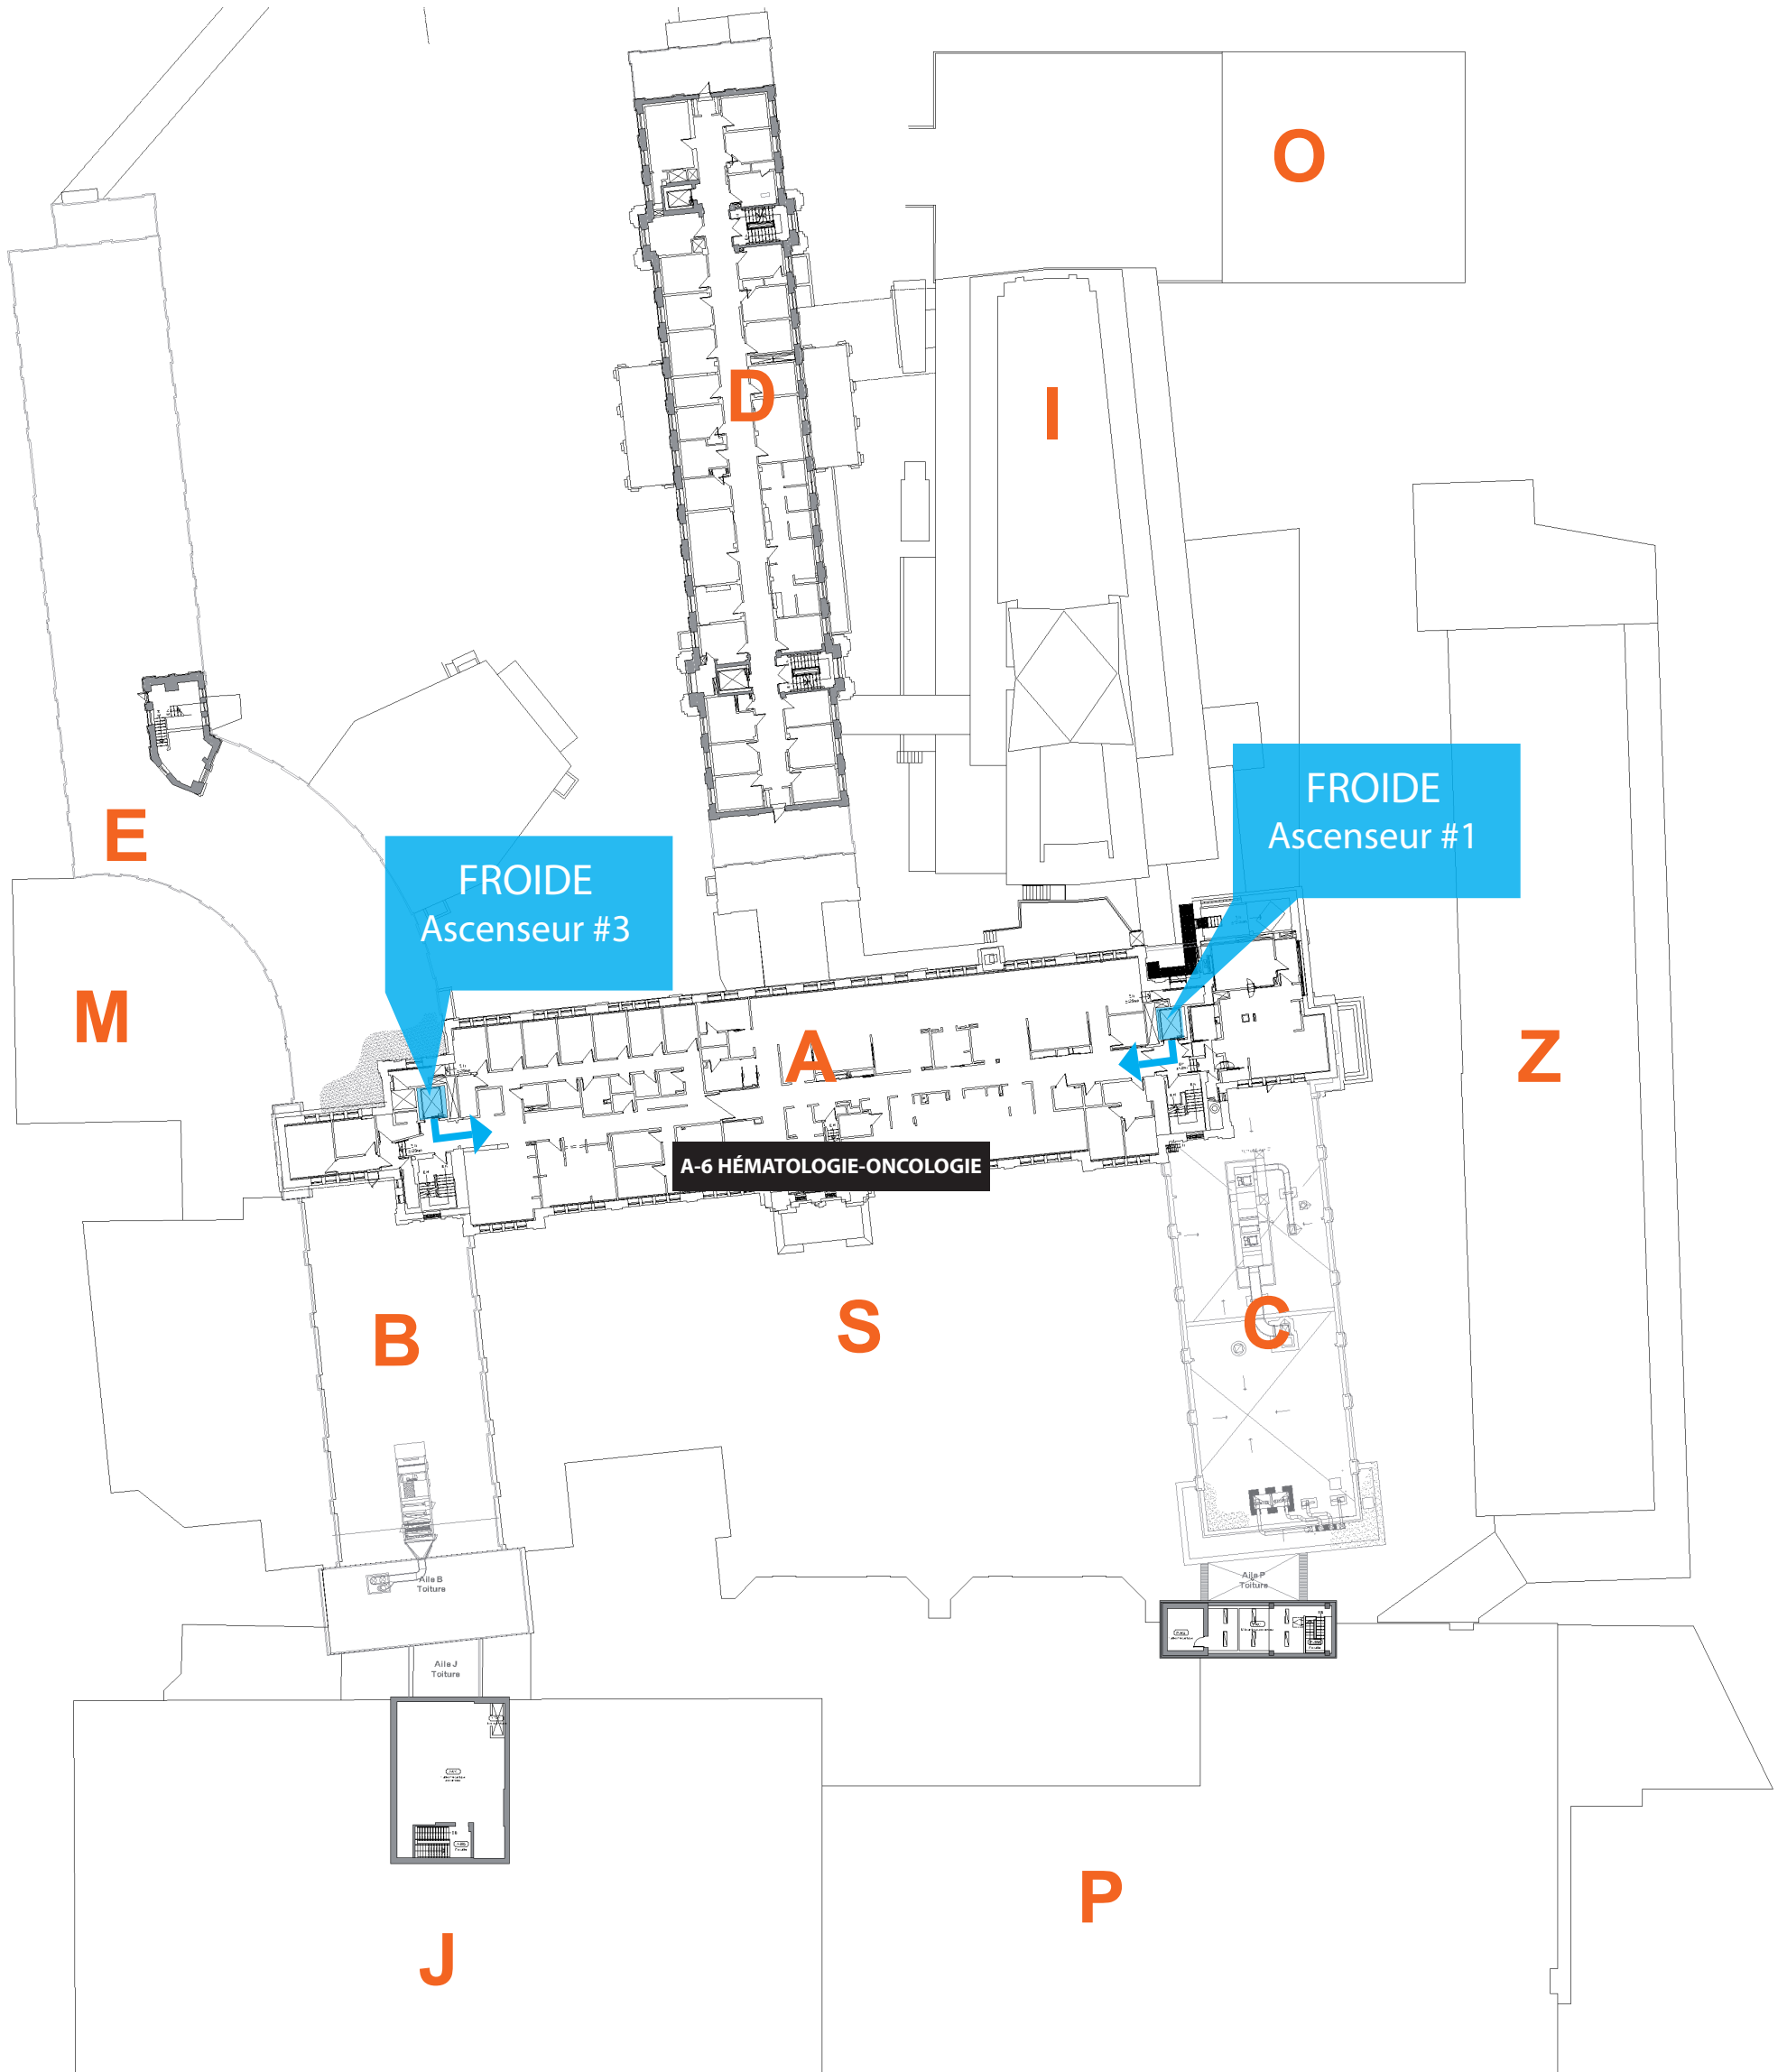 O
D
I
E
FROIDE
Ascenseur #1
FROIDE
Ascenseur #3
M
A
Z
A-6 HÉMATOLOGIE-ONCOLOGIE
B
S
C
Aile B
Toiture
Aile P
Toiture
Aile J
Toiture
P
J